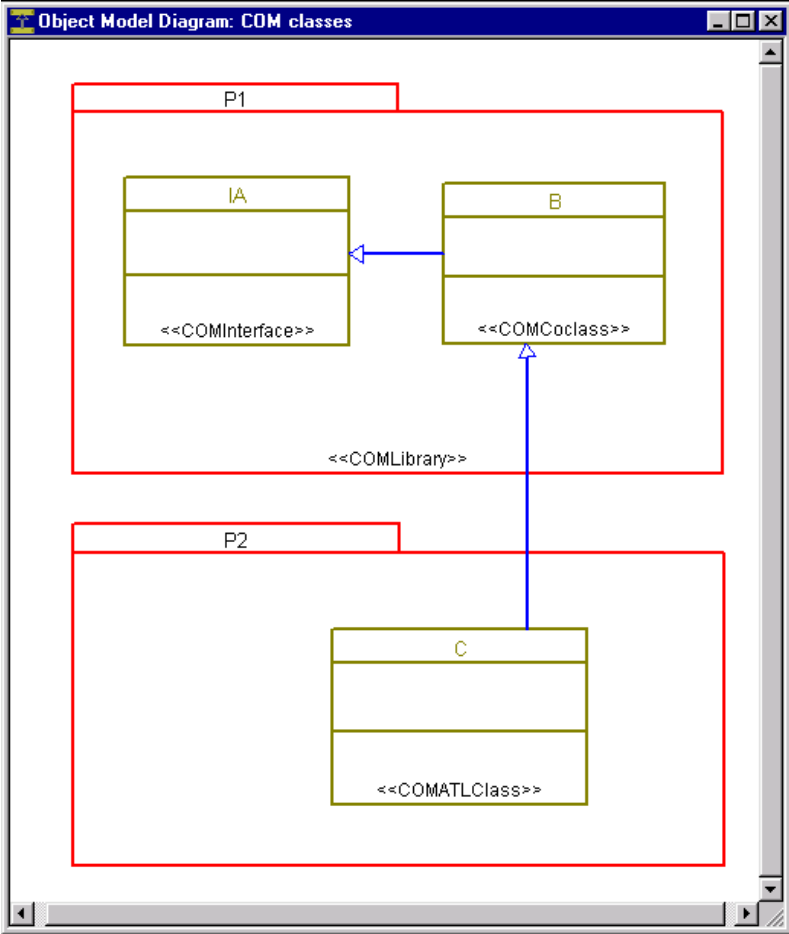 Object Model Diagram: COM classes
P1
IA
B
<<COMInterface>>
<<COMCoclass>>
<<COMLibrary>>
P2
C
<<COMATLClass>>